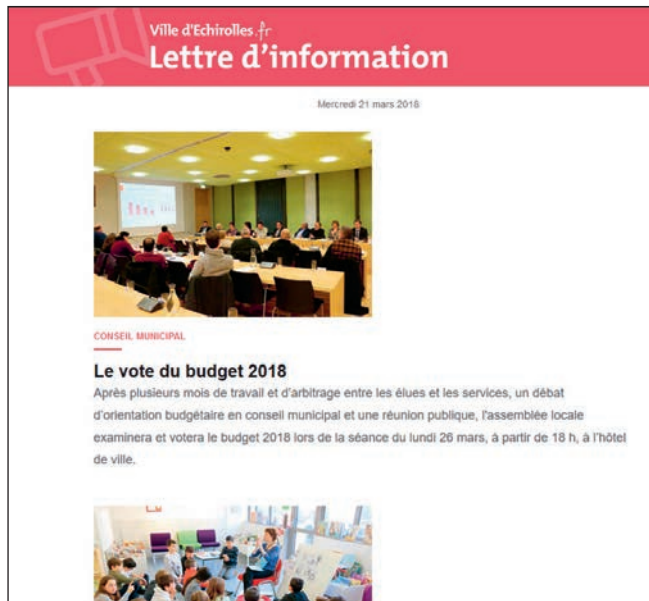 Ville d'Echirolles.fr
Lettre d'information
Mercredi 21 mars 2018
CONSEIL MUNICIPAL
Le vote du budget 2018
Après plusieurs mois de travail et d'arbitrage entre les élues et les services, un débat
d'orientation budgétaire en conseil municipal et une réunion publique, l'assemblée locale
examinera et votera le budget 2018 lors de la séance du lundi 26 mars, à partir de 18 h, à l'hôtel
de ville.